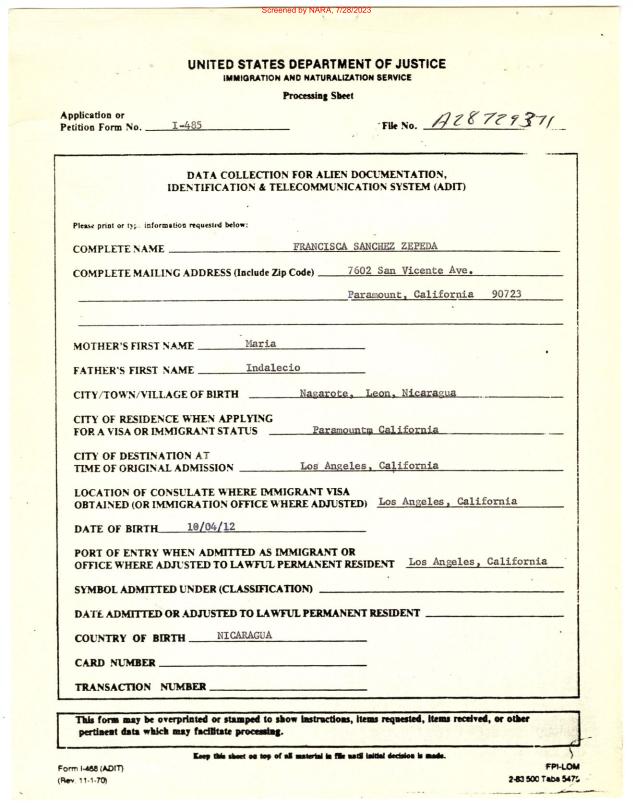 Screened by NARA, 7/28/2023
UNITED STATES DEPARTMENT OF JUSTICE
IMMIGRATION AND NATURALIZATION SERVICE
Processing Sheet
Application or
Petition Form No. I-485 File No. A28729371
DATA COLLECTION FOR ALIEN DOCUMENTATION,
IDENTIFICATION & TELECOMMUNICATION SYSTEM (ADIT)
Please print or type information requested below:
COMPLETE NAME FRANCISCA SANCHEZ ZEPEDA
COMPLETE MAILING ADDRESS (Include Zip Code) 7602 San Vicente Ave.
Paramount, California 90723
MOTHER'S FIRST NAME Maria
FATHER'S FIRST NAME Indalecio
CITY/TOWN/VILLAGE OF BIRTH Nagarote, Leon, Nicaragua
CITY OF RESIDENCE WHEN APPLYING
FOR A VISA OR IMMIGRANT STATUS Paramountm California
CITY OF DESTINATION AT
TIME OF ORIGINAL ADMISSION Los Angeles, California
LOCATION OF CONSULATE WHERE IMMIGRANT VISA
OBTAINED (OR IMMIGRATION OFFICE WHERE ADJUSTED) Los Angeles, California
DATE OF BIRTH 10/04/12
PORT OF ENTRY WHEN ADMITTED AS IMMIGRANT OR
OFFICE WHERE ADJUSTED TO LAWFUL PERMANENT RESIDENT Los Angeles, California
SYMBOL ADMITTED UNDER (CLASSIFICATION)
DATE ADMITTED OR ADJUSTED TO LAWFUL PERMANENT RESIDENT
COUNTRY OF BIRTH NICARAGUA
CARD NUMBER
TRANSACTION NUMBER
This form may be overprinted or stamped to show instructions, items requested, items received, or other
pertinent data which may facilitate processing.
Keep this sheet on top of all material in file until initial decision is made.
Form I-468 (ADIT) FPI-LOM
(Rev. 11-1-70) 2-83 500 Tabs